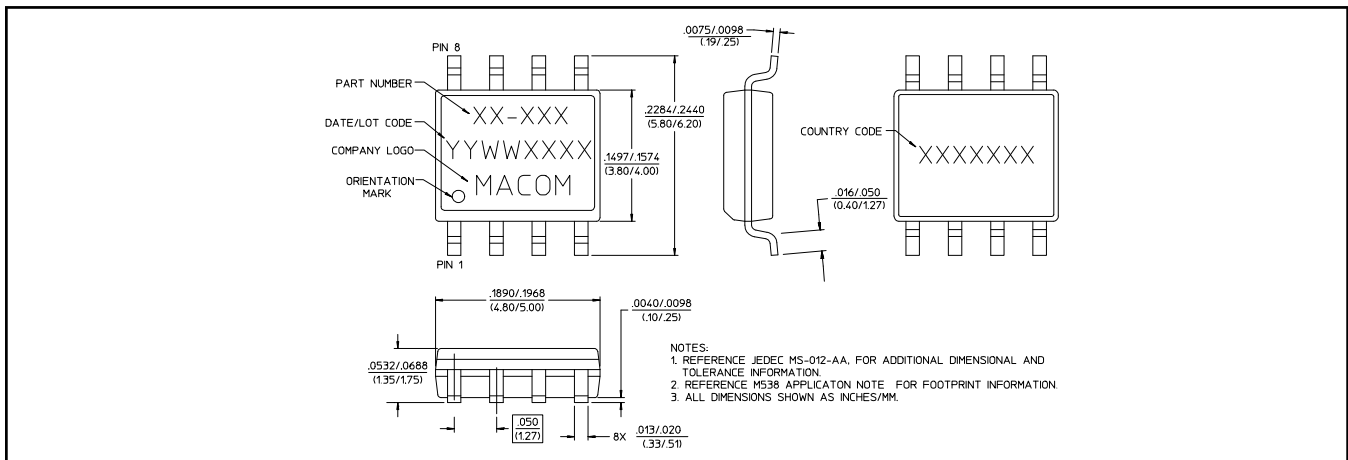 PIN 8
PART NUMBER
XX-XXX
DATE/LOT CODE
YYWWXXXX
COMPANY LOGO
MACOM
ORIENTATION
MARK
PIN 1
.2284/.2440
(5.80/6.20)
.1497/.1574
(3.80/4.00)
.0075/.0098
(.19/.25)
.016/.050
(0.40/1.27)
COUNTRY CODE
XXXXXXX
.1890/.1968
(4.80/5.00)
.0040/.0098
(.10/.25)
.0532/.0688
(1.35/1.75)
.050
(1.27)
8X .013/.020
(.33/.51)
NOTES:
1. REFERENCE JEDEC MS-012-AA, FOR ADDITIONAL DIMENSIONAL AND
TOLERANCE INFORMATION.
2. REFERENCE M538 APPLICATON NOTE FOR FOOTPRINT INFORMATION.
3. ALL DIMENSIONS SHOWN AS INCHES/MM.